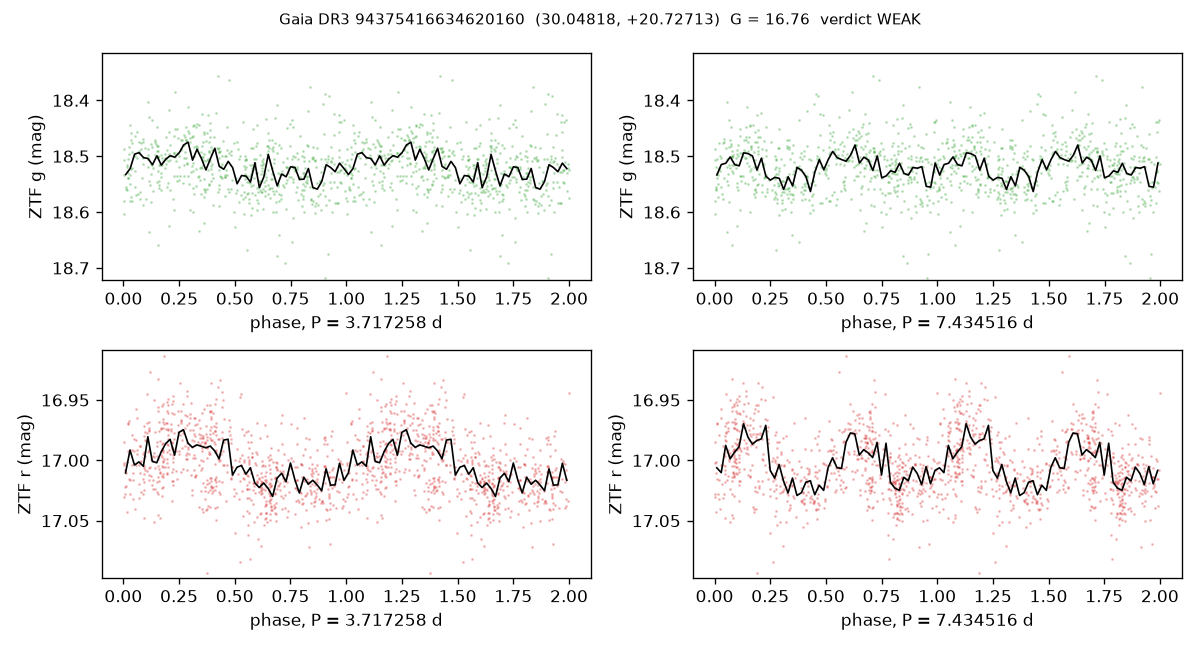 Gaia DR3 94375416634620160  (30.04818, +20.72713)  G = 16.76  verdict WEAK
ZTF g (mag)
18.4
18.5
18.6
18.7
0.00 0.25 0.50 0.75 1.00 1.25 1.50 1.75 2.00
phase, P = 3.717258 d
ZTF g (mag)
18.4
18.5
18.6
18.7
0.00 0.25 0.50 0.75 1.00 1.25 1.50 1.75 2.00
phase, P = 7.434516 d
ZTF r (mag)
16.95
17.00
17.05
0.00 0.25 0.50 0.75 1.00 1.25 1.50 1.75 2.00
phase, P = 3.717258 d
ZTF r (mag)
16.95
17.00
17.05
0.00 0.25 0.50 0.75 1.00 1.25 1.50 1.75 2.00
phase, P = 7.434516 d